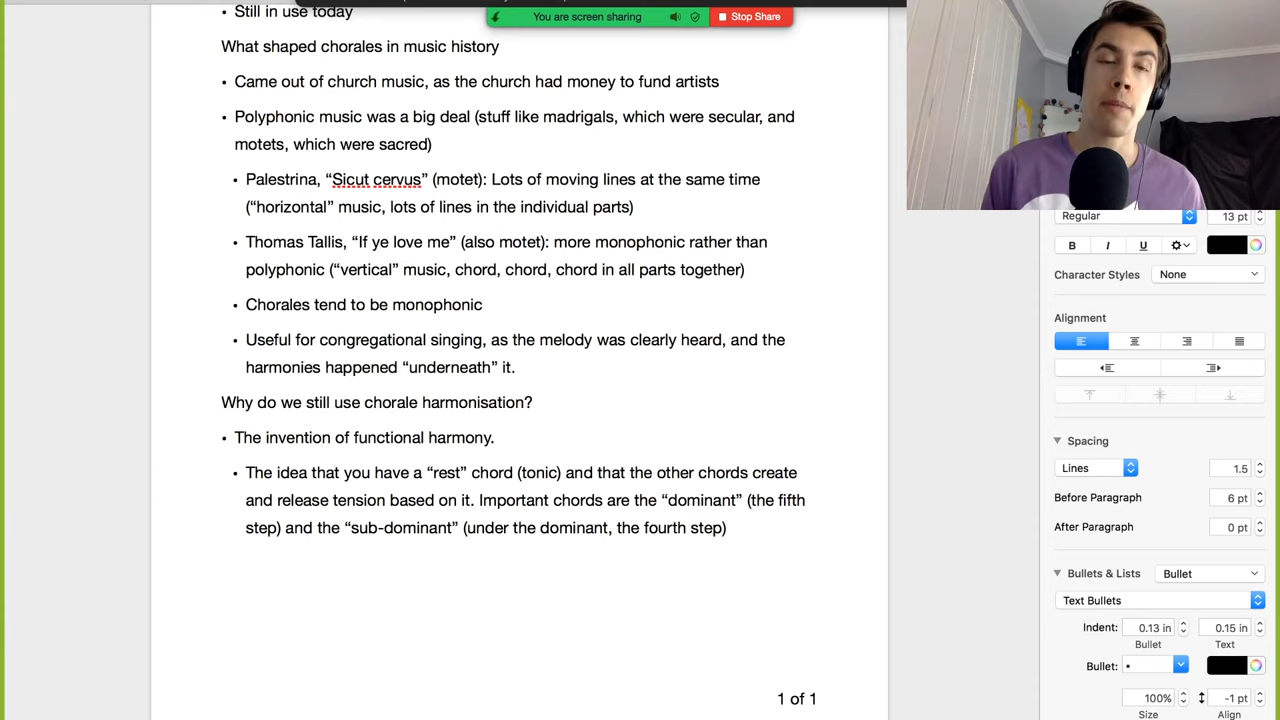 • Still in use today
You are screen sharing
Stop Share
What shaped chorales in music history
• Came out of church music, as the church had money to fund artists
• Polyphonic music was a big deal (stuff like madrigals, which were secular, and
motets, which were sacred)
• Palestrina, “Sicut cervus” (motet): Lots of moving lines at the same time
(“horizontal” music, lots of lines in the individual parts)
• Thomas Tallis, “If ye love me” (also motet): more monophonic rather than
polyphonic (“vertical” music, chord, chord, chord in all parts together)
• Chorales tend to be monophonic
• Useful for congregational singing, as the melody was clearly heard, and the
harmonies happened “underneath” it.
Why do we still use chorale harmonisation?
• The invention of functional harmony.
• The idea that you have a “rest” chord (tonic) and that the other chords create
and release tension based on it. Important chords are the “dominant” (the fifth
step) and the “sub-dominant” (under the dominant, the fourth step)
1 of 1
Regular 13 pt
B I U
Character Styles None
Alignment
Spacing
Lines 1.5
Before Paragraph 6 pt
After Paragraph 0 pt
Bullets & Lists Bullet
Text Bullets
Indent: 0.13 in 0.15 in
Bullet Text
Bullet: •
100% -1 pt
Size Align